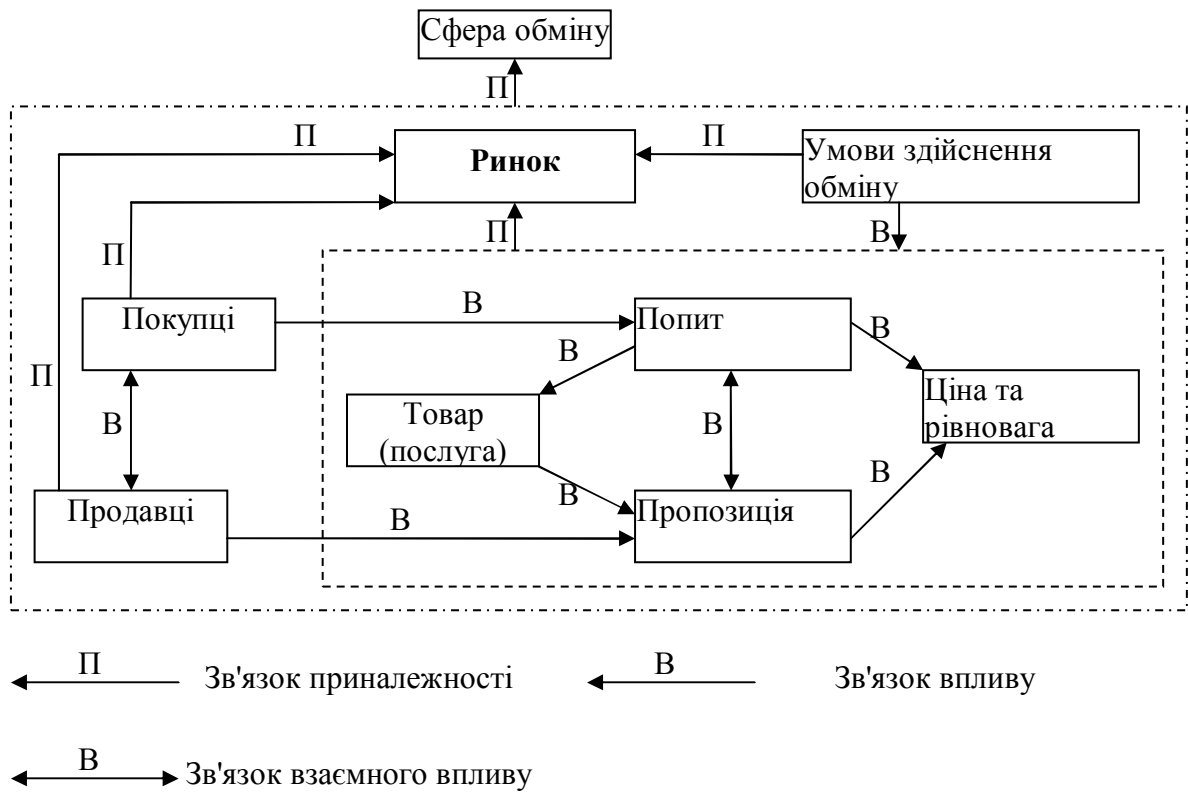 Сфера обміну
П
П
Ринок
П
Умови здійснення
обміну
П
В
П
Покупці
В
Попит
В
В
П
Ціна та
рівновага
Товар
(послуга)
В
В
В
В
Продавці
В
Пропозиція
П
Зв'язок приналежності
В
Зв'язок впливу
В
Зв'язок взаємного впливу